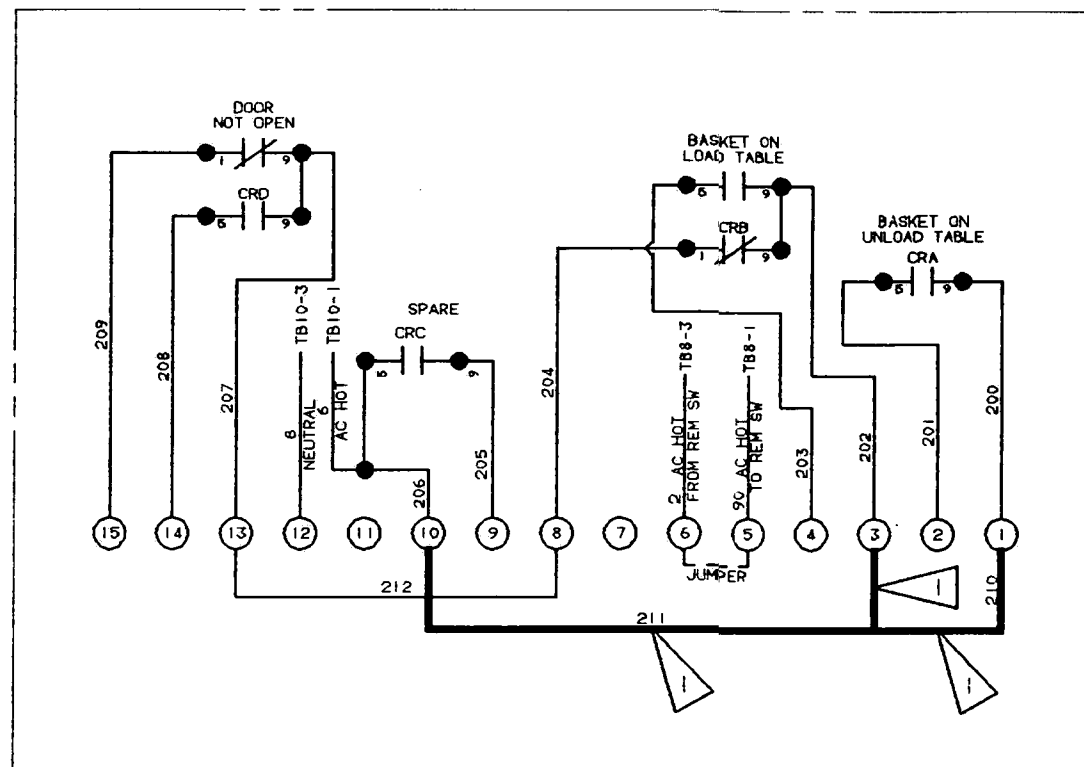 DOOR
NOT OPEN
1 9
CRD
15 9
BASKET ON
LOAD TABLE
9
CRB
1 9
BASKET ON
UNLOAD TABLE
CRA
15 9
SPARE
CRC
15 9
209
208
207
8 NEUTRAL
TB10-3
6 AC HOT
TB10-1
206
205
204
2 AC HOT
FROM REM SW
TB8-3
90 AC HOT
TO REM SW
TB8-1
203
202
201
200
15 14 13 12 11 10 9 8 7 6 5 4 3 2 1
JUMPER
212
211
210
1
1
1